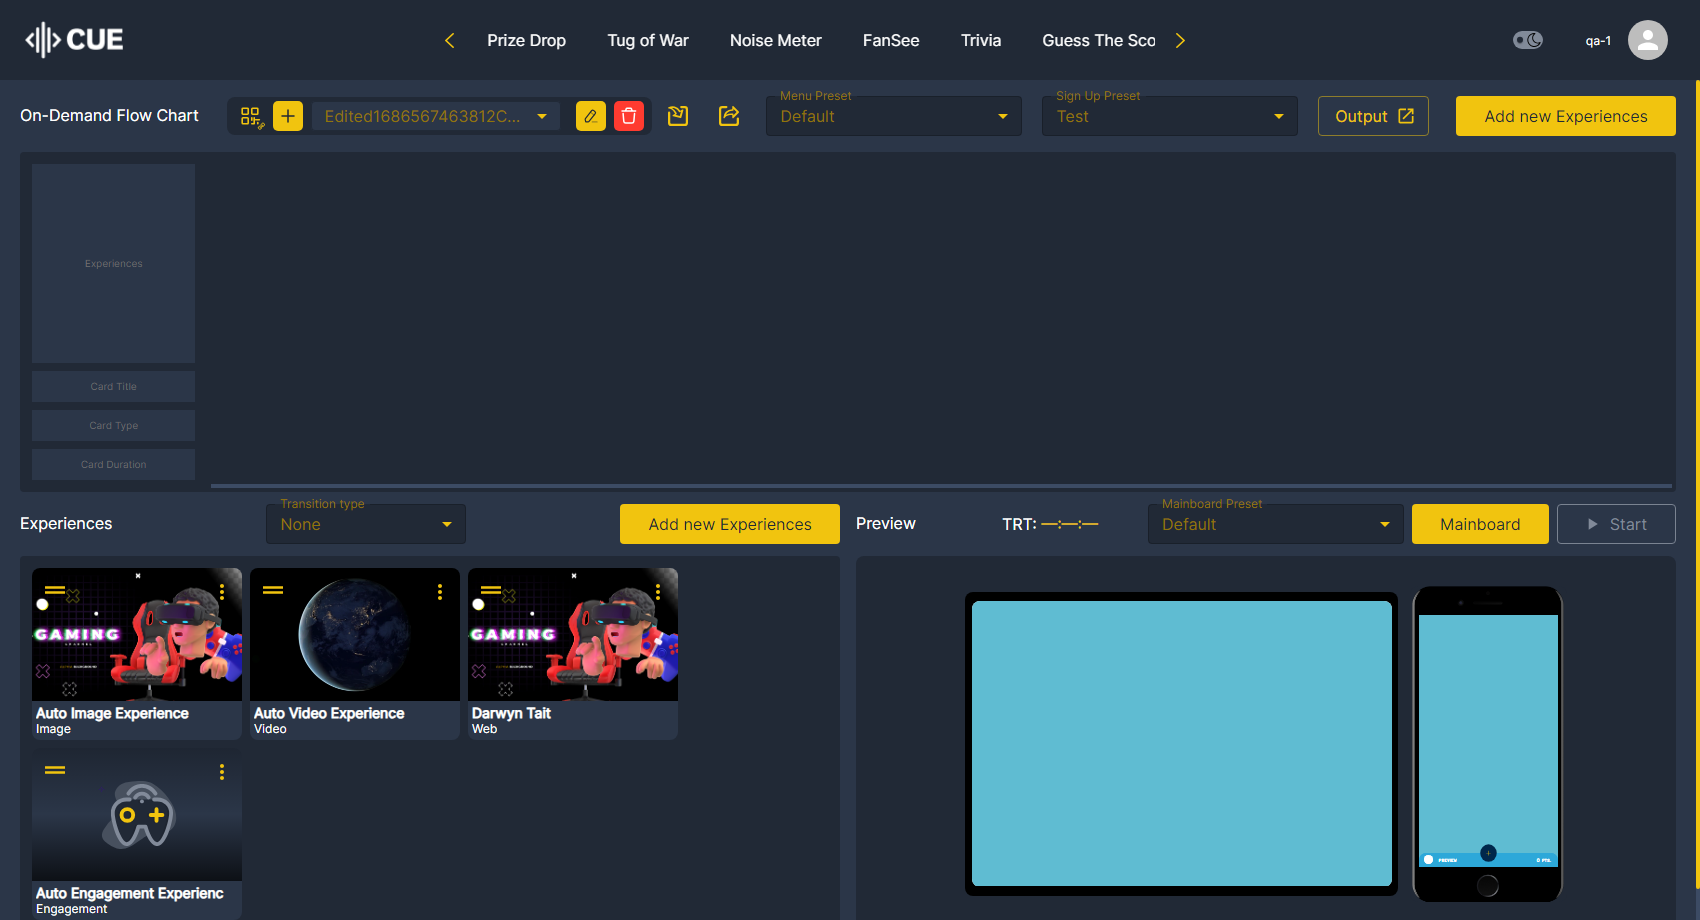 CUE
Prize Drop
Tug of War
Noise Meter
FanSee
Trivia
Guess The Sco
qa-1
On-Demand Flow Chart
Edited1686567463812C...
Menu Preset
Default
Sign Up Preset
Test
Output
Add new Experiences
Experiences
Card Title
Card Type
Card Duration
Experiences
Transition type
None
Add new Experiences
Preview
TRT: —:—:—
Mainboard Preset
Default
Mainboard
Start
GAMING
GAMING
Auto Image Experience
Image
Auto Video Experience
Video
Darwyn Tait
Web
PREVIEW
0 PTS.
Auto Engagement Experienc
Engagement